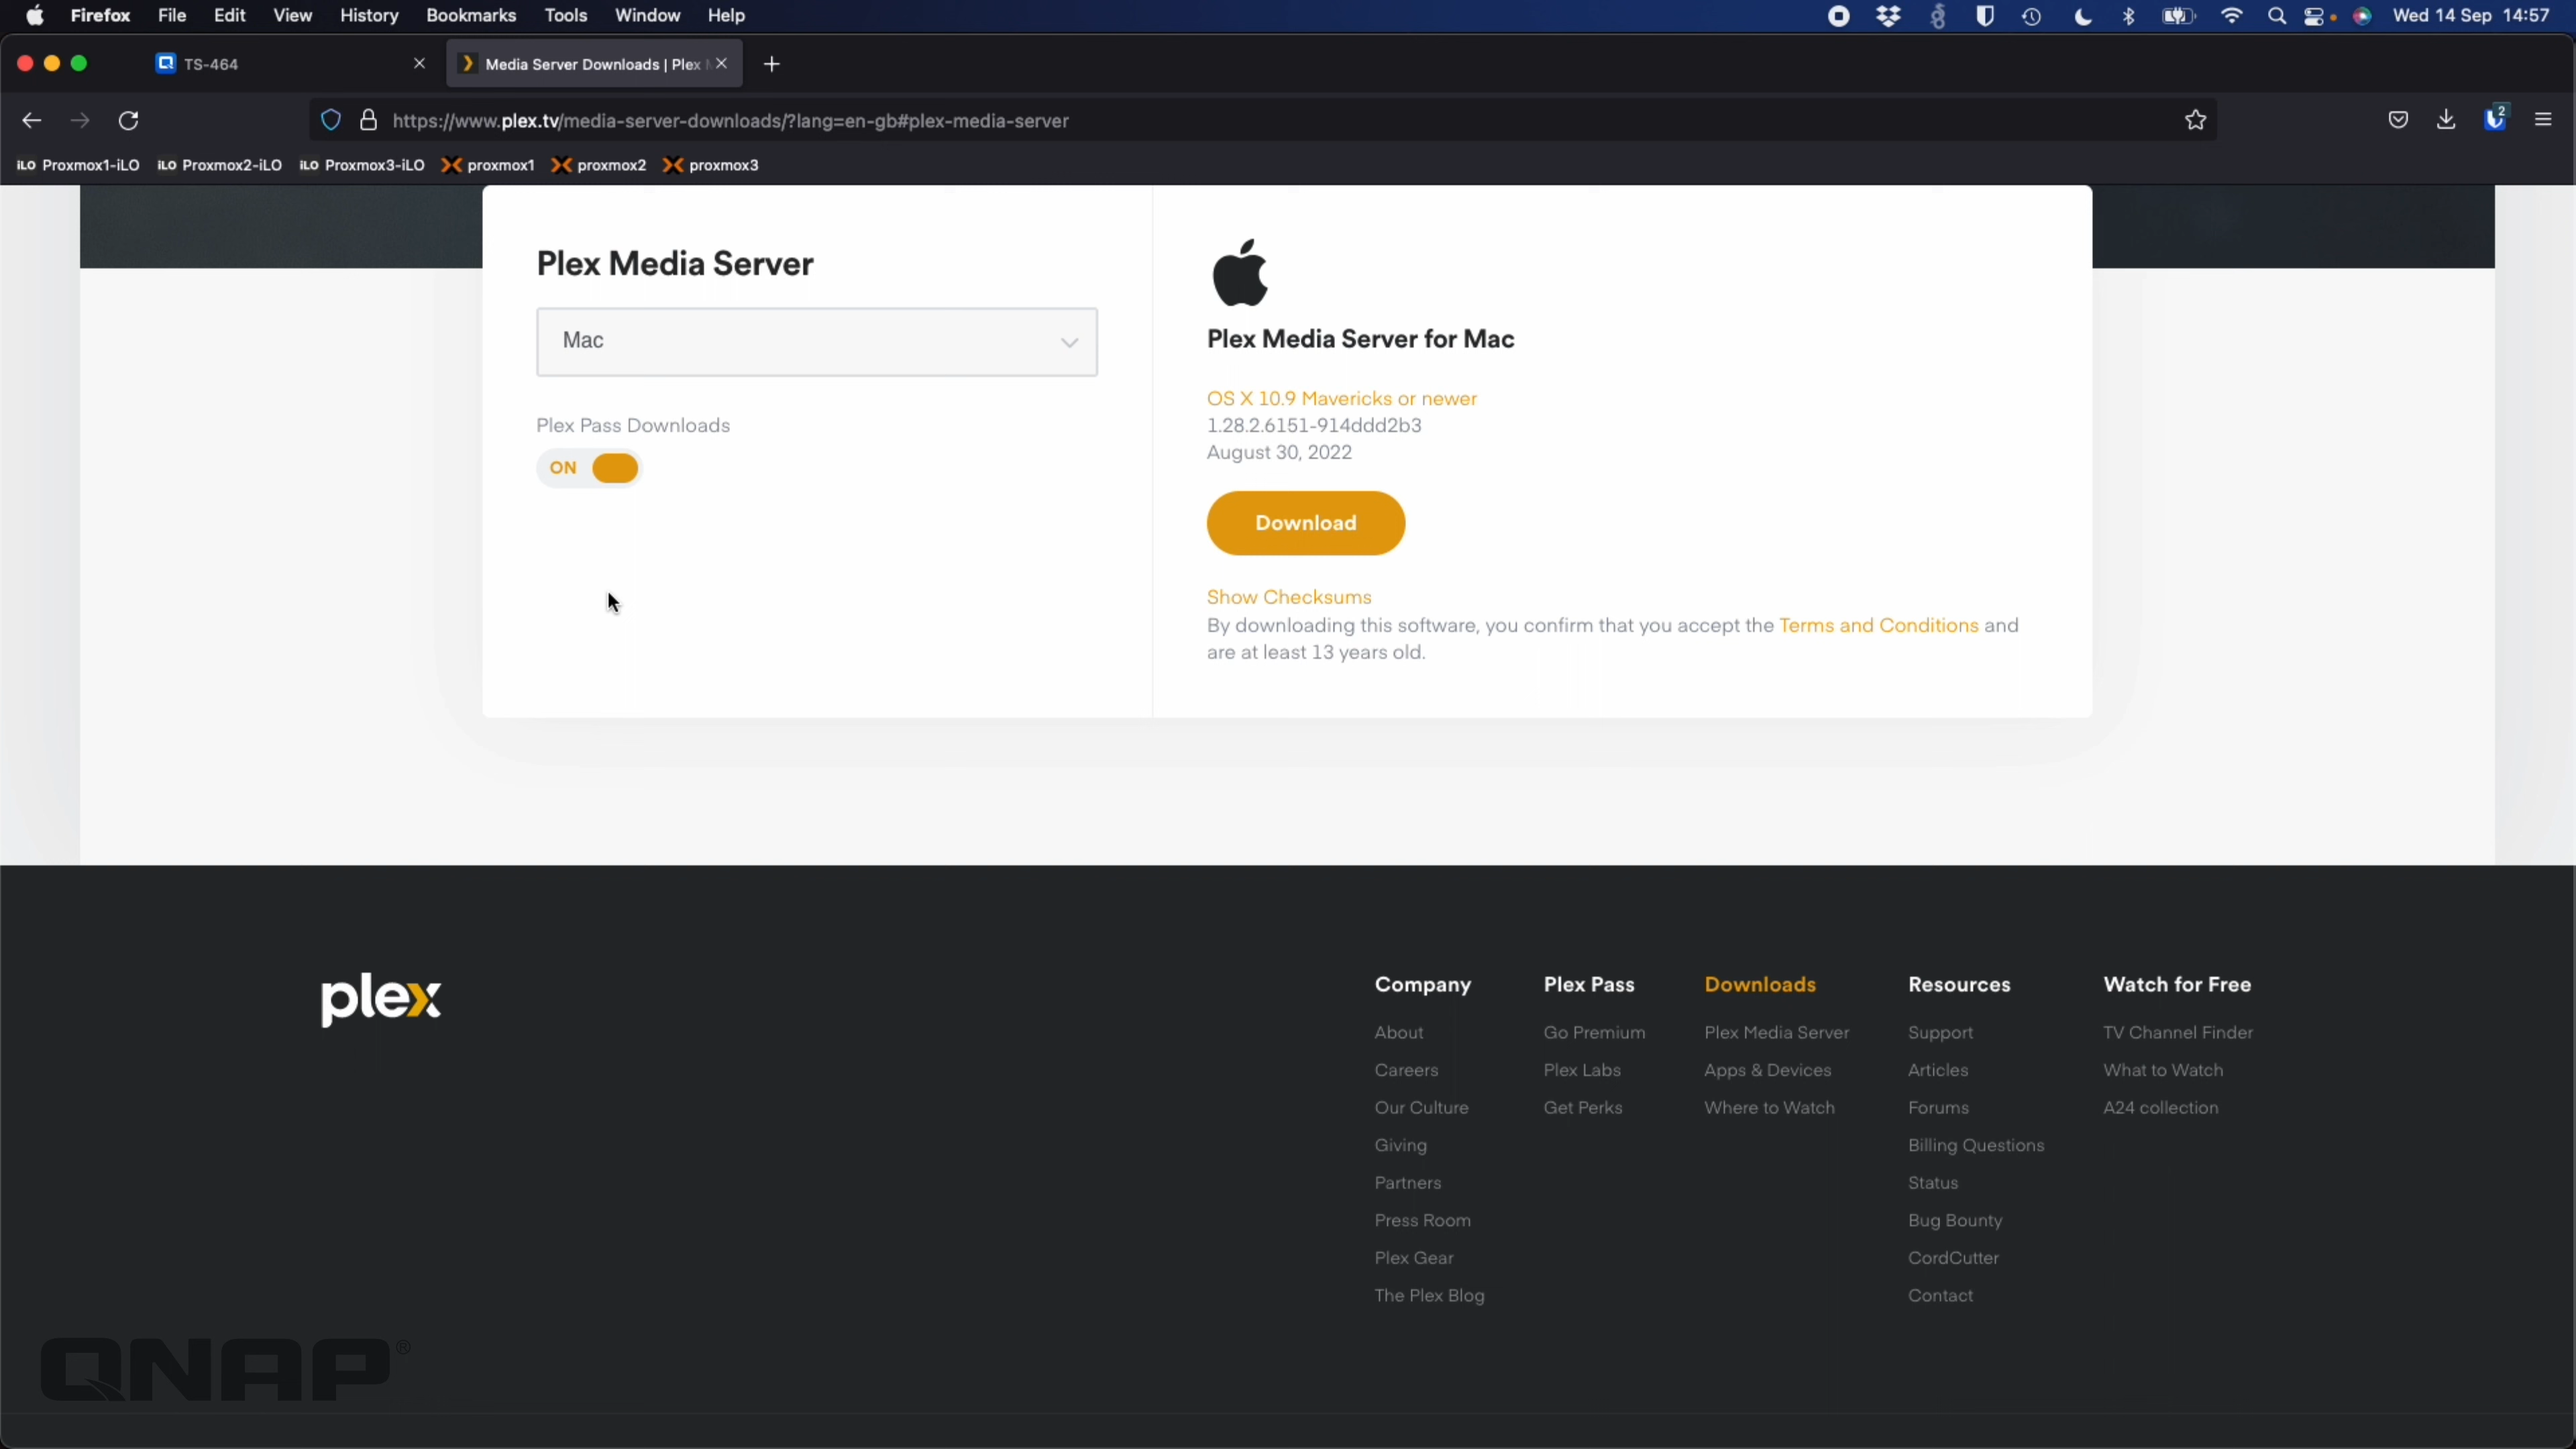 Firefox File Edit View History Bookmarks Tools Window Help
Wed 14 Sep 14:57
TS-464
Media Server Downloads | Plex
https://www.plex.tv/media-server-downloads/?lang=en-gb#plex-media-server
2
iLO Proxmox1-iLO iLO Proxmox2-iLO iLO Proxmox3-iLO proxmox1 proxmox2 proxmox3
Plex Media Server
Mac
Plex Pass Downloads
ON
Plex Media Server for Mac
OS X 10.9 Mavericks or newer
1.28.2.6151-914ddd2b3
August 30, 2022
Download
Show Checksums
By downloading this software, you confirm that you accept the Terms and Conditions and
are at least 13 years old.
plex
Company
About
Careers
Our Culture
Giving
Partners
Press Room
Plex Gear
The Plex Blog
Plex Pass
Go Premium
Plex Labs
Get Perks
Downloads
Plex Media Server
Apps & Devices
Where to Watch
Resources
Support
Articles
Forums
Billing Questions
Status
Bug Bounty
CordCutter
Contact
Watch for Free
TV Channel Finder
What to Watch
A24 collection
QNAP®